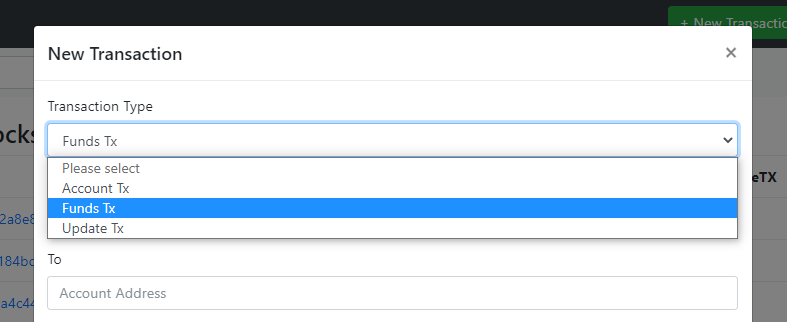 + New Transactio
New Transaction
×
Transaction Type
ocks
Funds Tx
Please select
eTX
Account Tx
Funds Tx
2a8e8
Update Tx
184bc
To
a4c44
Account Address